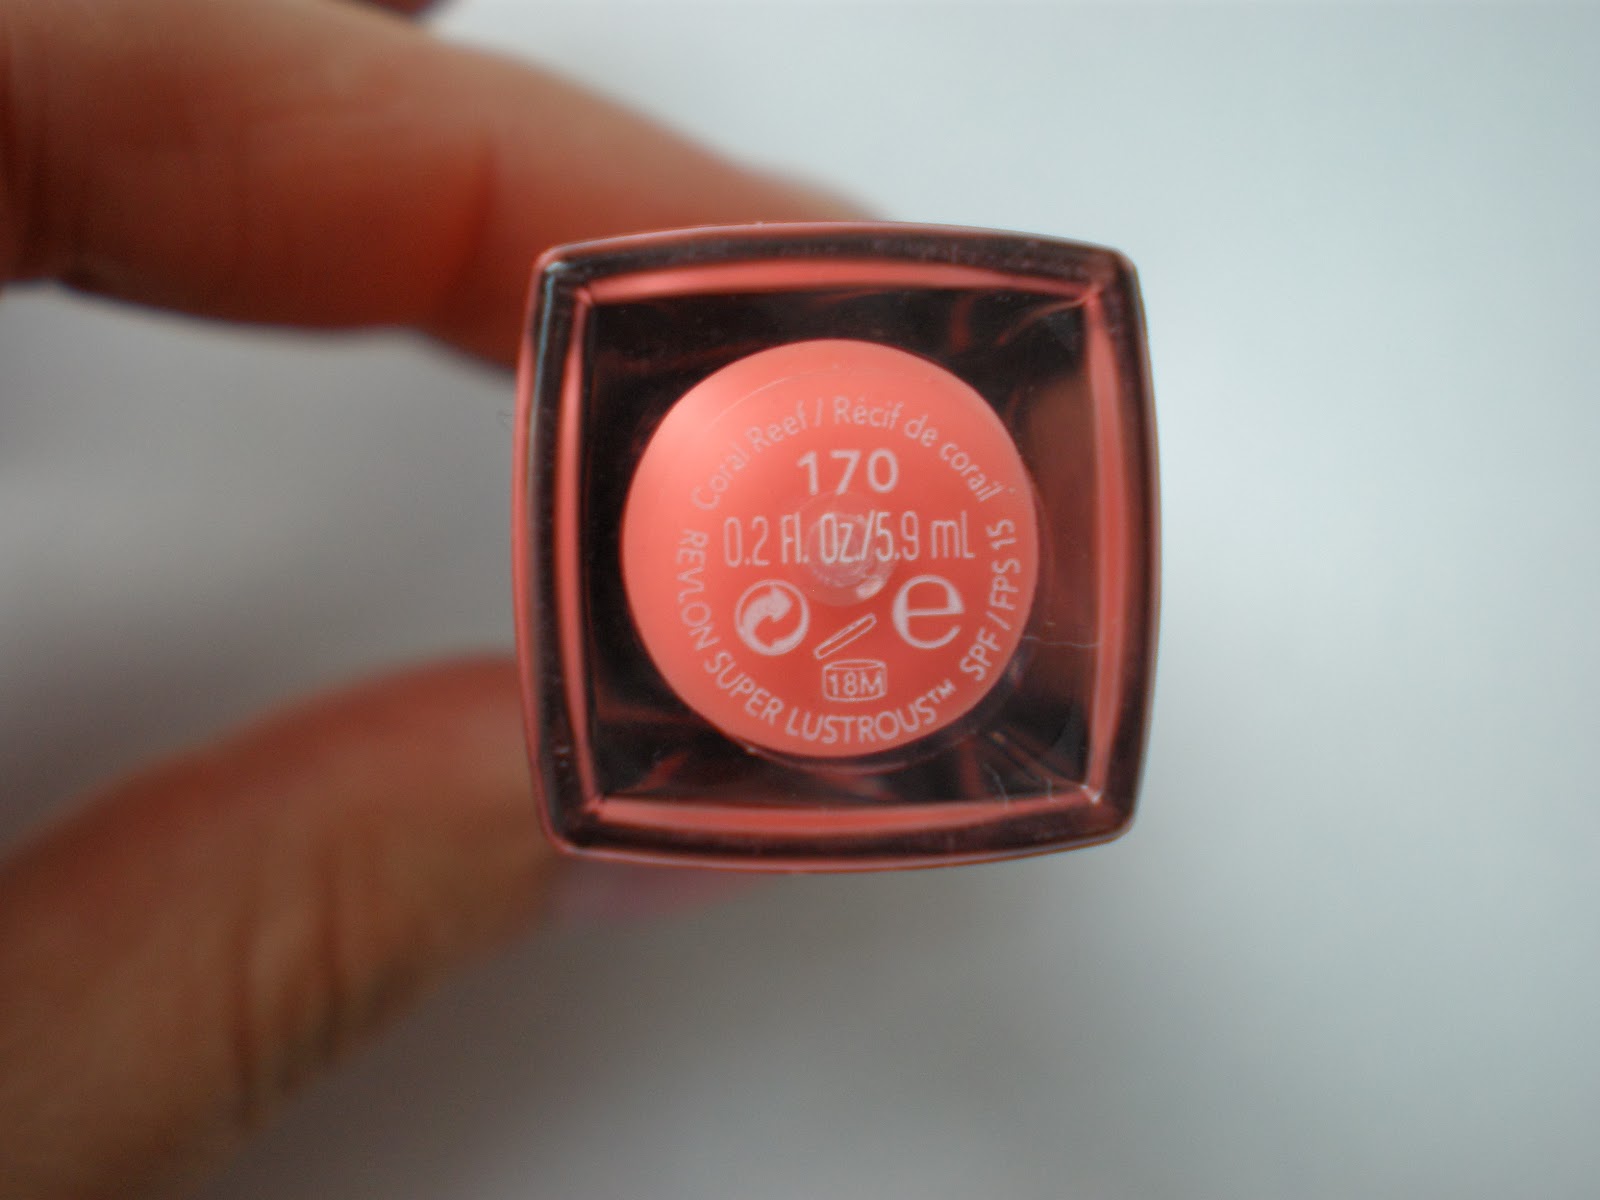 Coral Reef / Récif de corail
170
0.2 Fl. Oz./5.9 mL
e
18M
REVLON SUPER LUSTROUS™ SPF / FPS 15